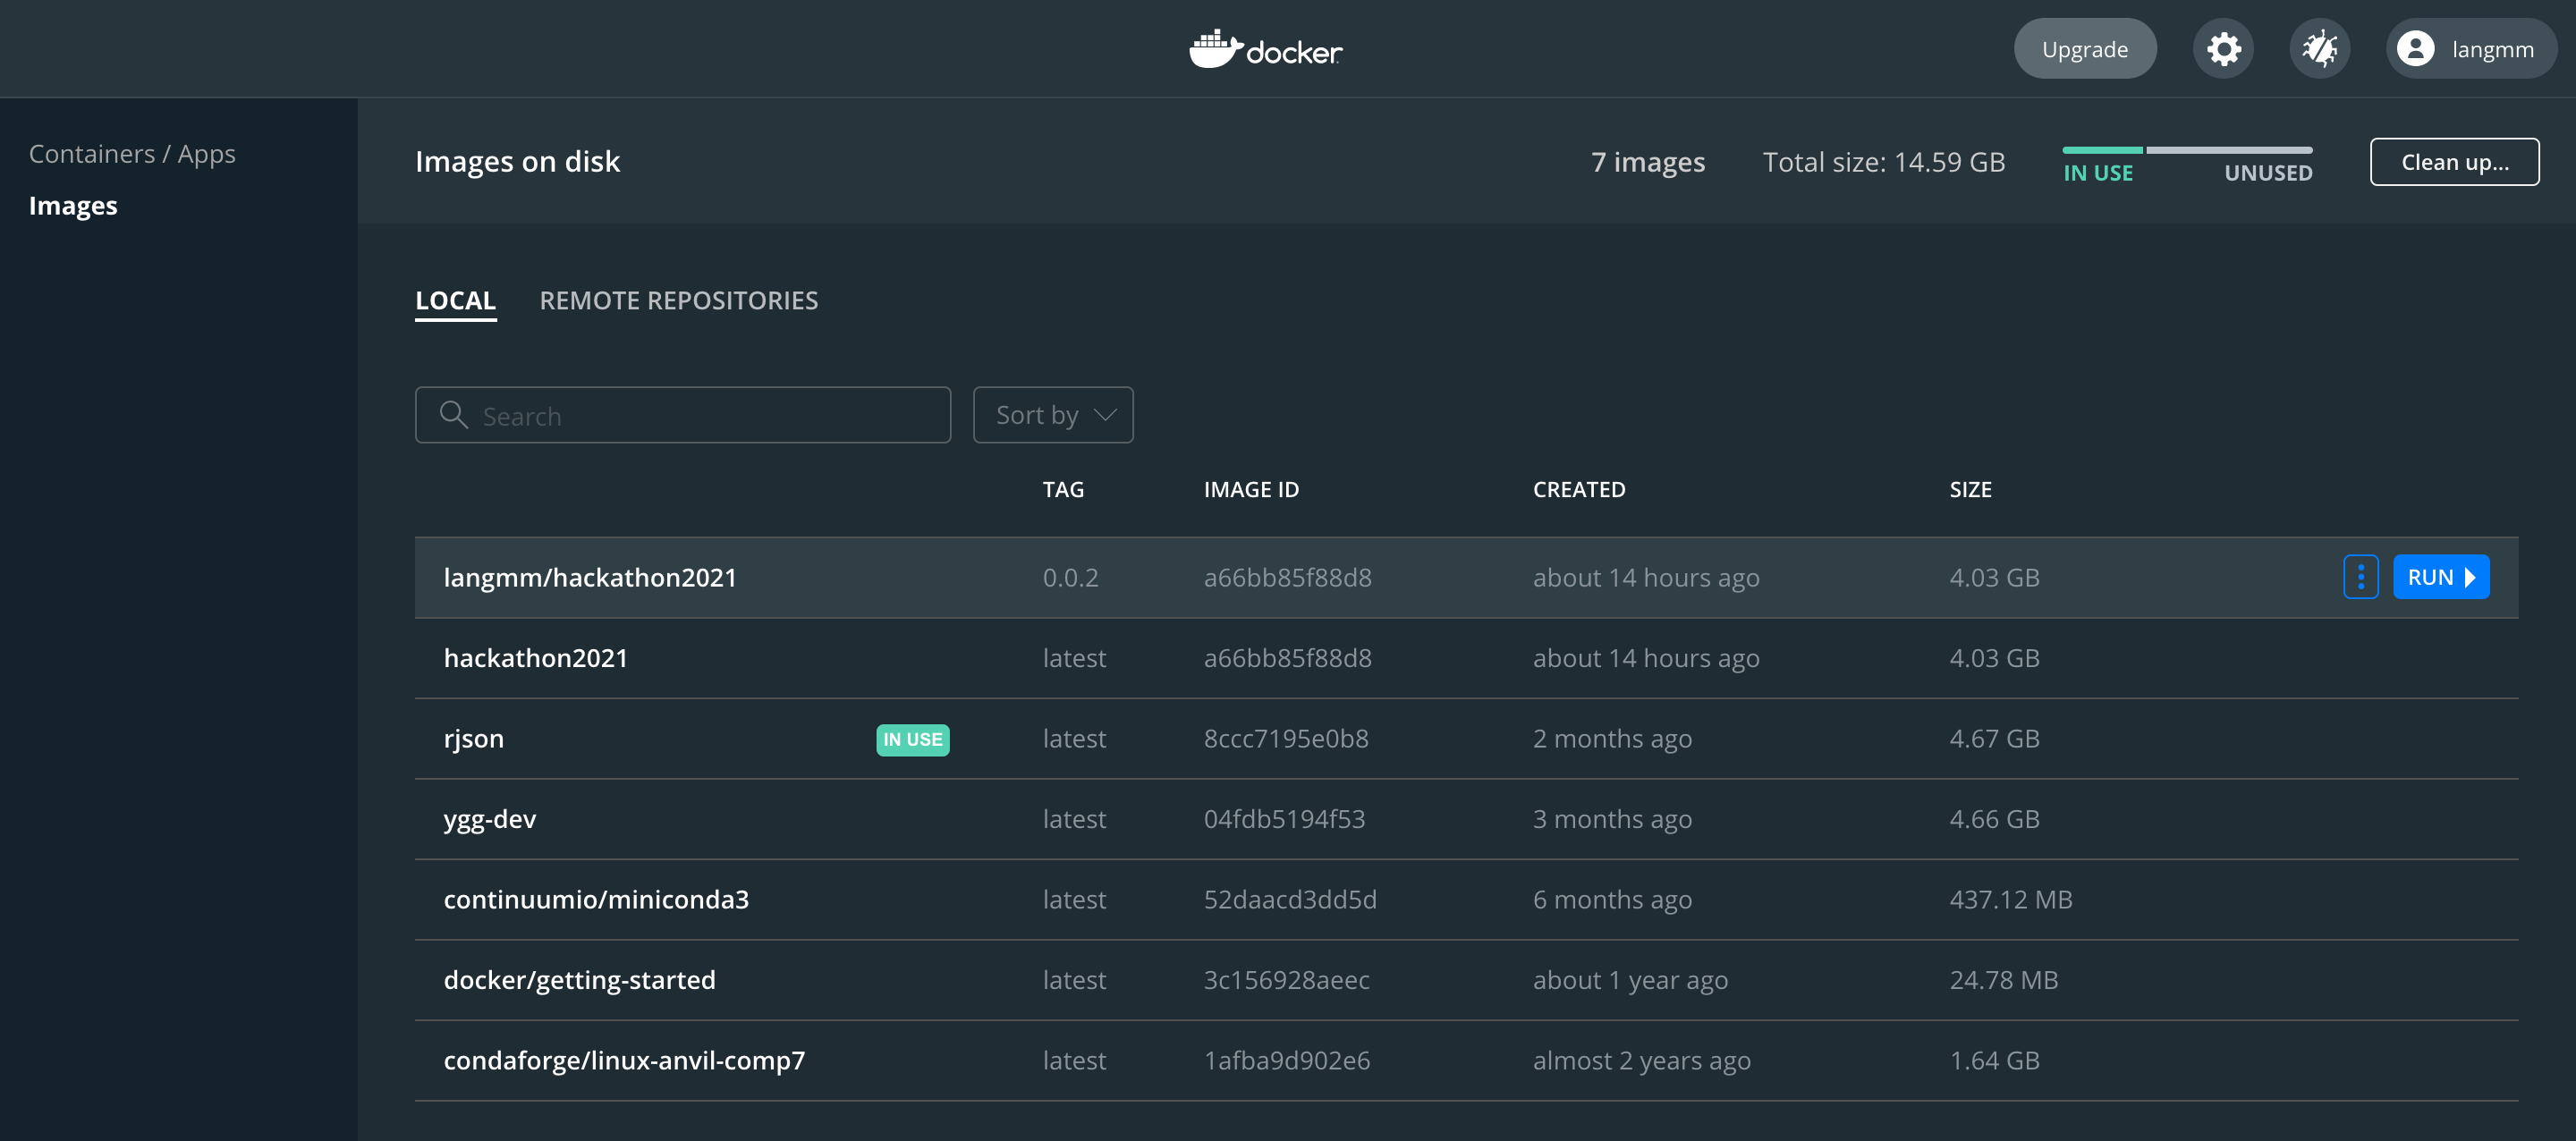 docker
Upgrade
langmm
Containers / Apps
Images
Images on disk
7 images
Total size: 14.59 GB
IN USE
UNUSED
Clean up...
LOCAL
REMOTE REPOSITORIES
Search
Sort by
TAG IMAGE ID CREATED SIZE
langmm/hackathon2021 0.0.2 a66bb85f88d8 about 14 hours ago 4.03 GB RUN
hackathon2021 latest a66bb85f88d8 about 14 hours ago 4.03 GB
rjson IN USE latest 8ccc7195e0b8 2 months ago 4.67 GB
ygg-dev latest 04fdb5194f53 3 months ago 4.66 GB
continuumio/miniconda3 latest 52daacd3dd5d 6 months ago 437.12 MB
docker/getting-started latest 3c156928aeec about 1 year ago 24.78 MB
condaforge/linux-anvil-comp7 latest 1afba9d902e6 almost 2 years ago 1.64 GB